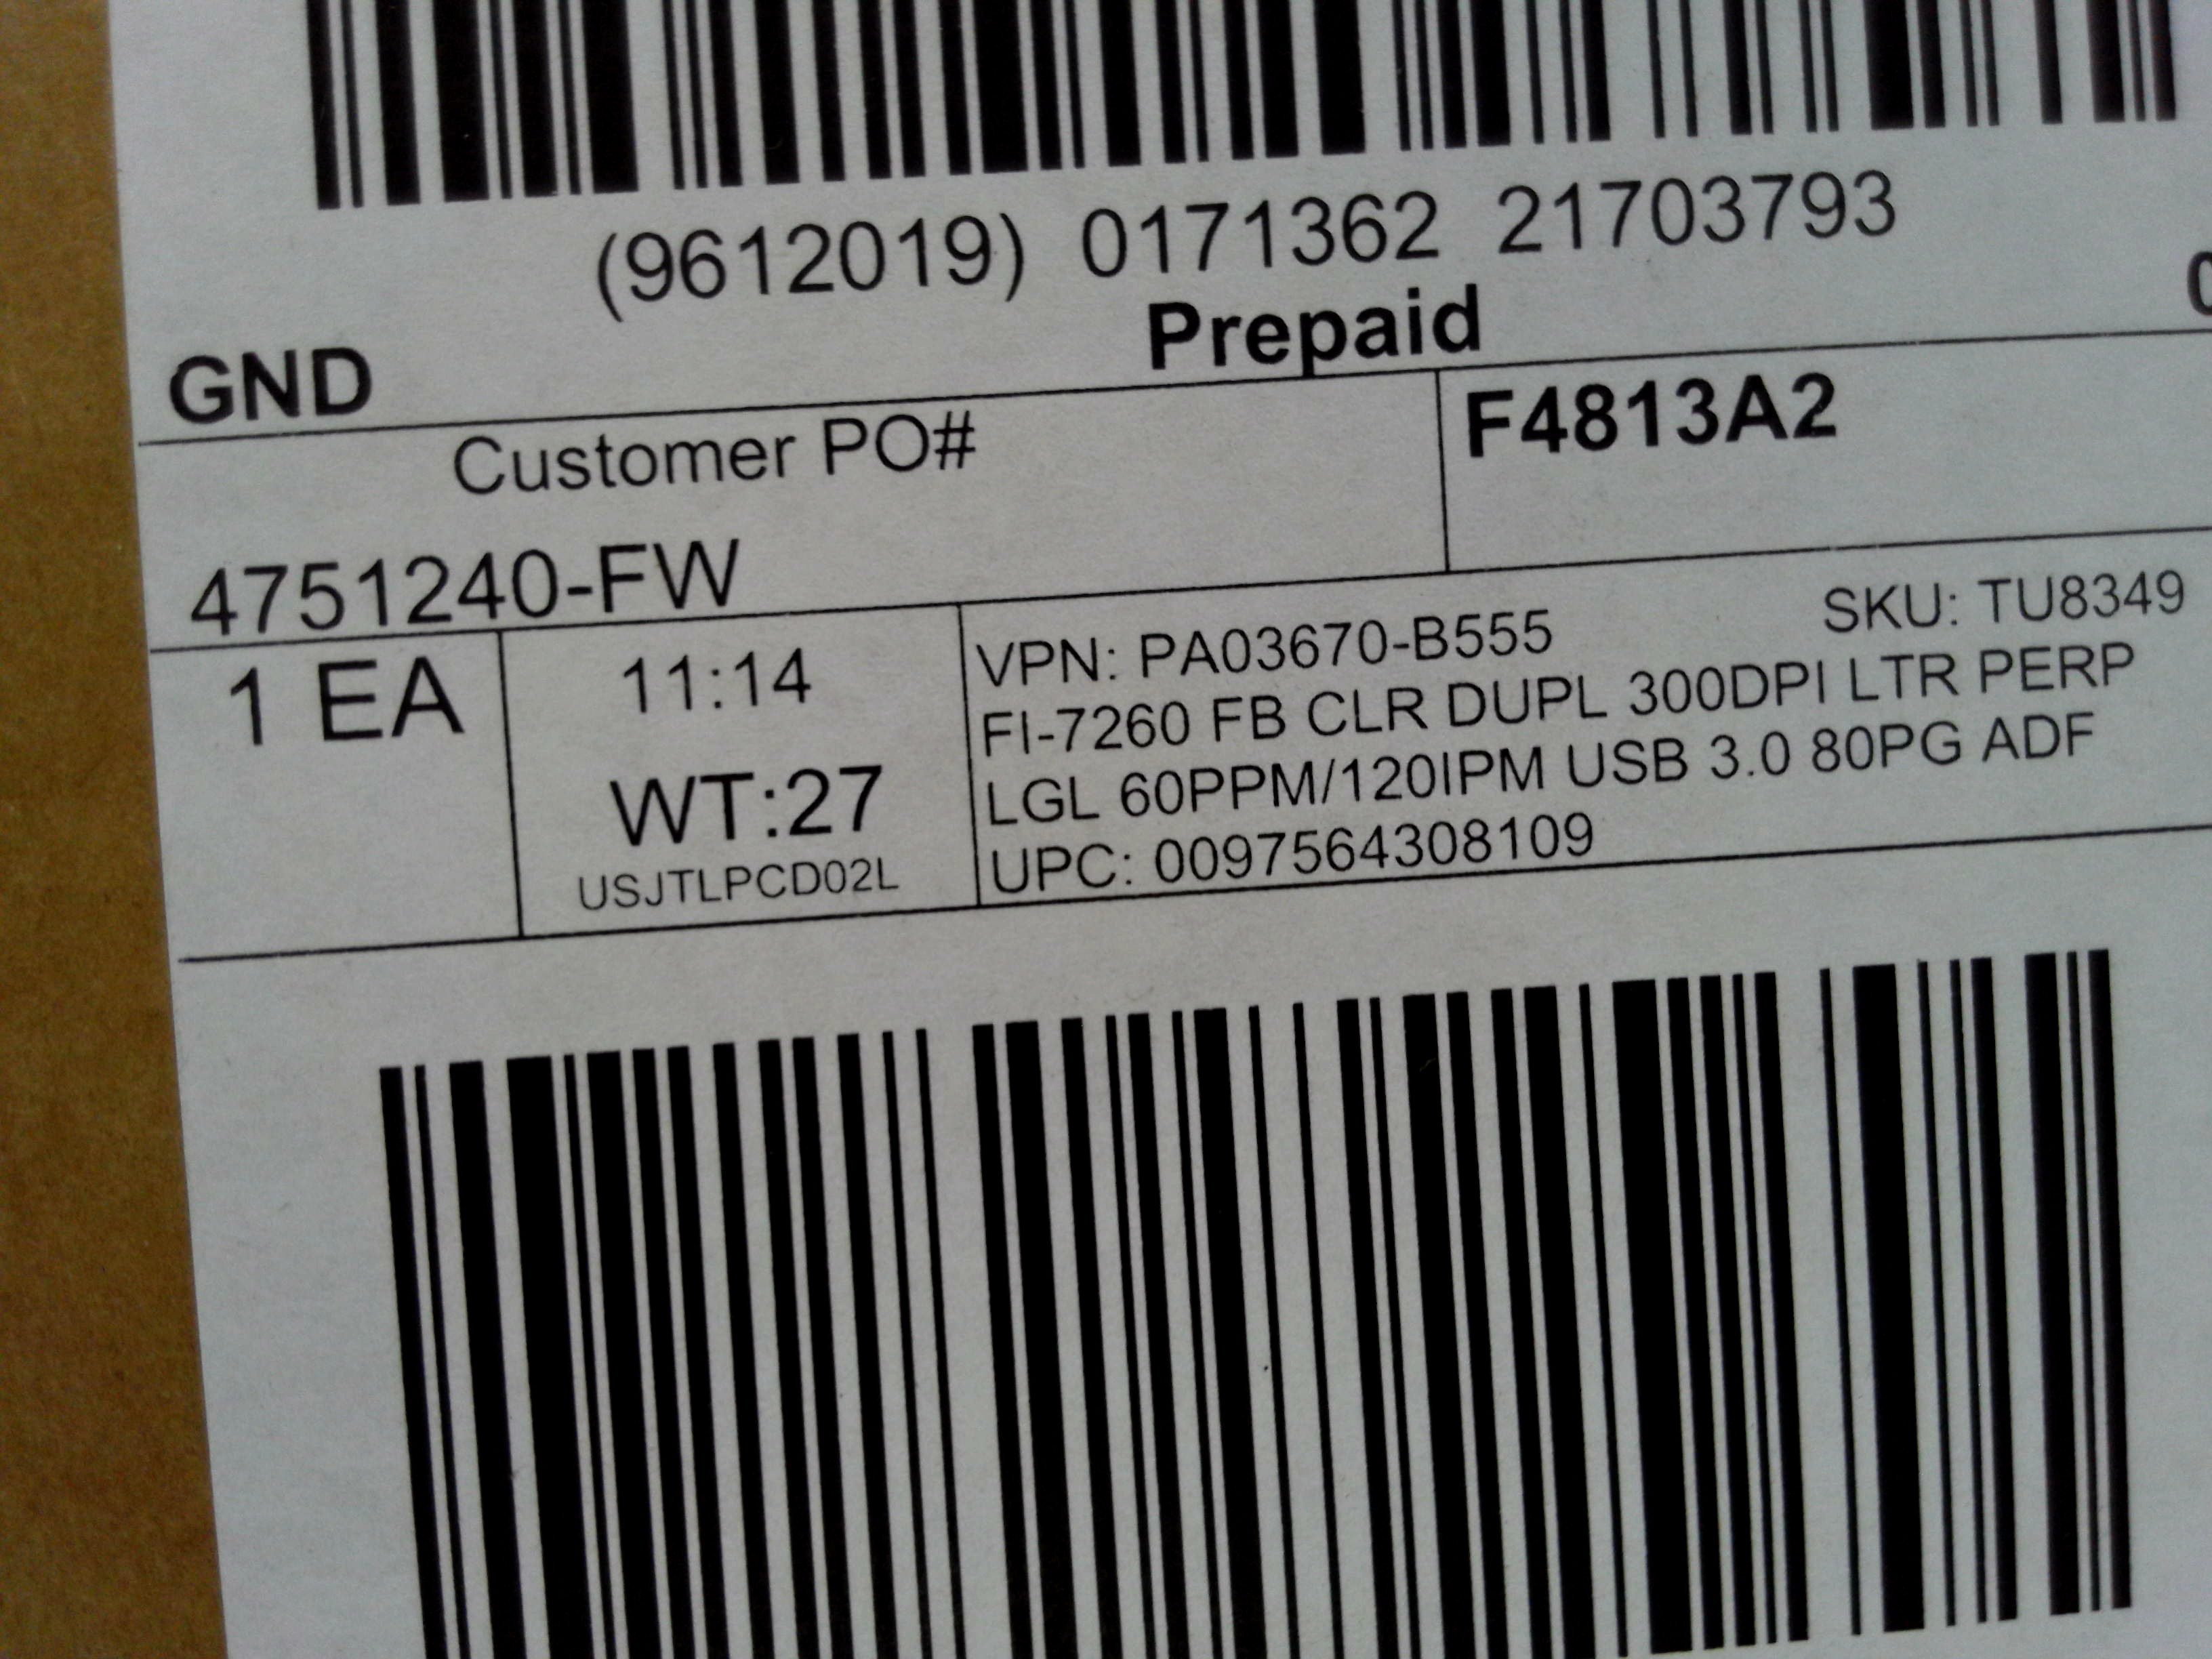 (9612019) 0171362 21703793
GND Prepaid
Customer PO# F4813A2
4751240-FW
1 EA 11:14 VPN: PA03670-B555 SKU: TU8349
FI-7260 FB CLR DUPL 300DPI LTR PERP
WT:27 LGL 60PPM/120IPM USB 3.0 80PG ADF
USJTLPCD02L UPC: 0097564308109